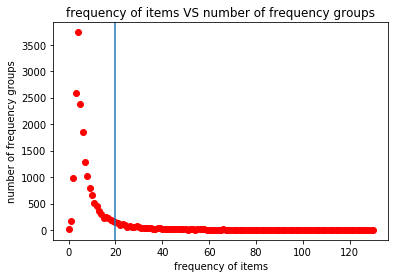 frequency of items VS number of frequency groups
number of frequency groups
3500
3000
2500
2000
1500
1000
500
0
0 20 40 60 80 100 120
frequency of items